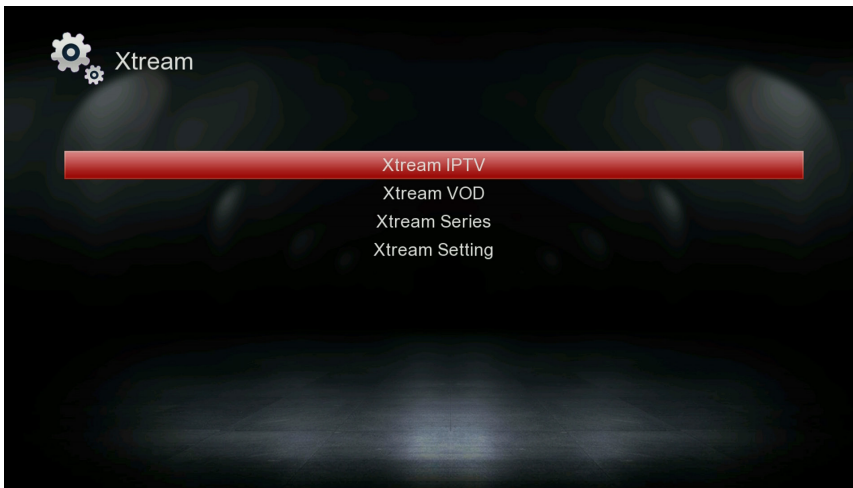 Xtream
Xtream IPTV
Xtream VOD
Xtream Series
Xtream Setting